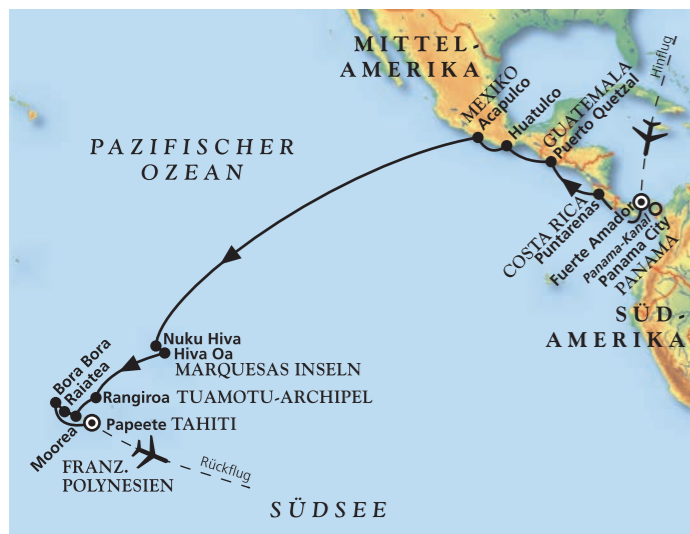 MITTEL-
AMERIKA
Hinflug
MEXIKO
Acapulco
Huatulco
GUATEMALA
Puerto Quetzal
PAZIFISCHER
OZEAN
COSTA RICA
Puntarenas
Fuerte Amador
Panama-Kanal
Panama City
PANAMA
SÜD-
AMERIKA
Nuku Hiva
Hiva Oa
MARQUESAS INSELN
Bora Bora
Raiatea
Rangiroa TUAMOTU-ARCHIPEL
Moorea
Papeete TAHITI
FRANZ.
POLYNESIEN
Rückflug
SÜDSEE